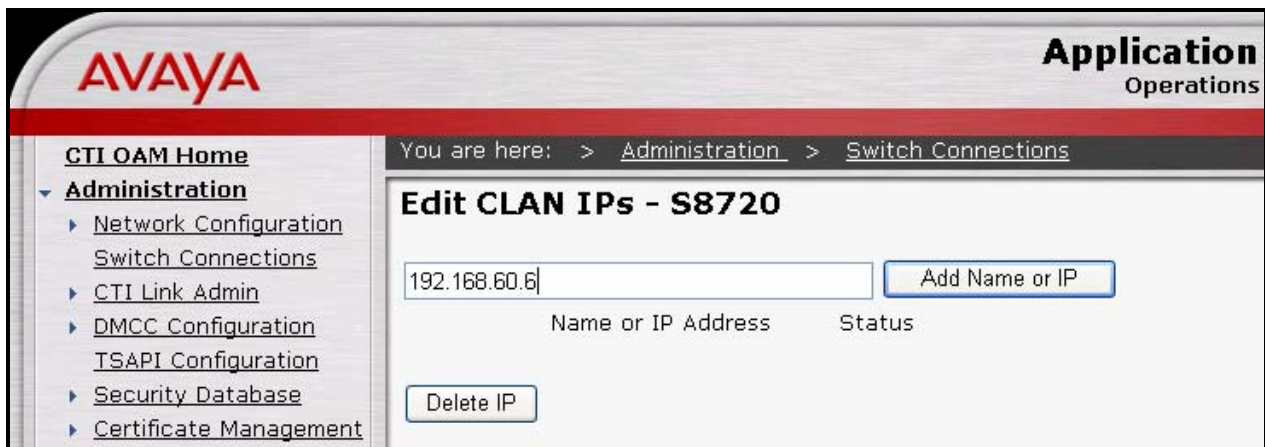 AVAYA
Application
Operations
CTI OAM Home
Administration
Network Configuration
Switch Connections
CTI Link Admin
DMCC Configuration
TSAPI Configuration
Security Database
Certificate Management
You are here: > Administration > Switch Connections
Edit CLAN IPs - S8720
192.168.60.6
Add Name or IP
Name or IP Address Status
Delete IP